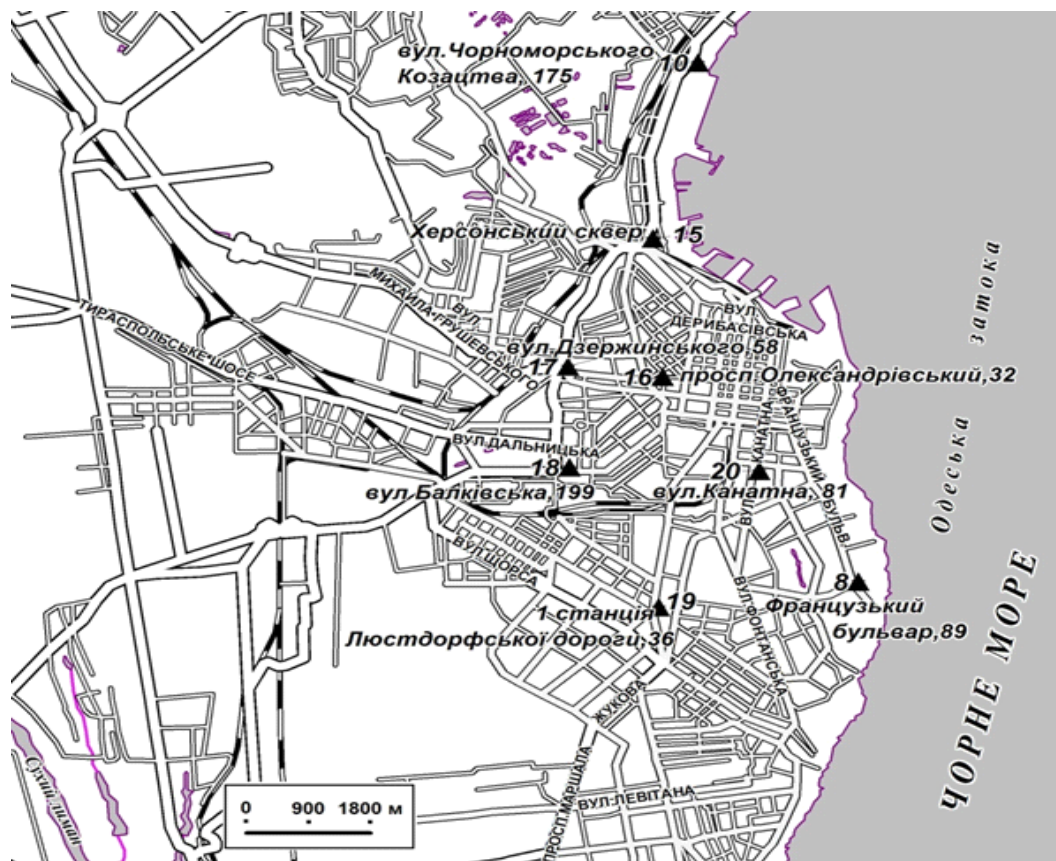 вул.Чорноморського
Козацтва, 175
10
Херсонський сквер
15
затока
МИХАЙЛА ГРУШЕВСЬКОГО
ВУЛ.
ВУЛ.
ДЕРИБАСІВСЬКА
ТИРАСПОЛЬСЬКЕ ШОСЕ
вул.Дзержинського,58
17
16
просп.Олександрівський,32
ФРАНЦУЗЬКИЙ БУЛЬВ.
ВУЛ. КАНАТНА
Одеська
ВУЛ.ДАЛЬНИЦЬКА
18
20
вул.Балківська,199
вул.Канатна, 81
ВУЛ.ЩОРСА
8
Французький
бульвар,89
ВУЛ.ФОНТАНСЬКА
19
1 станція
Люстдорфської дороги,36
ЧОРНЕ МОРЕ
ЖУКОВА
ПРОСП.МАРШАЛА
ВУЛ.ЛЕВІТАНА
Сухий лиман
0 900 1800 м